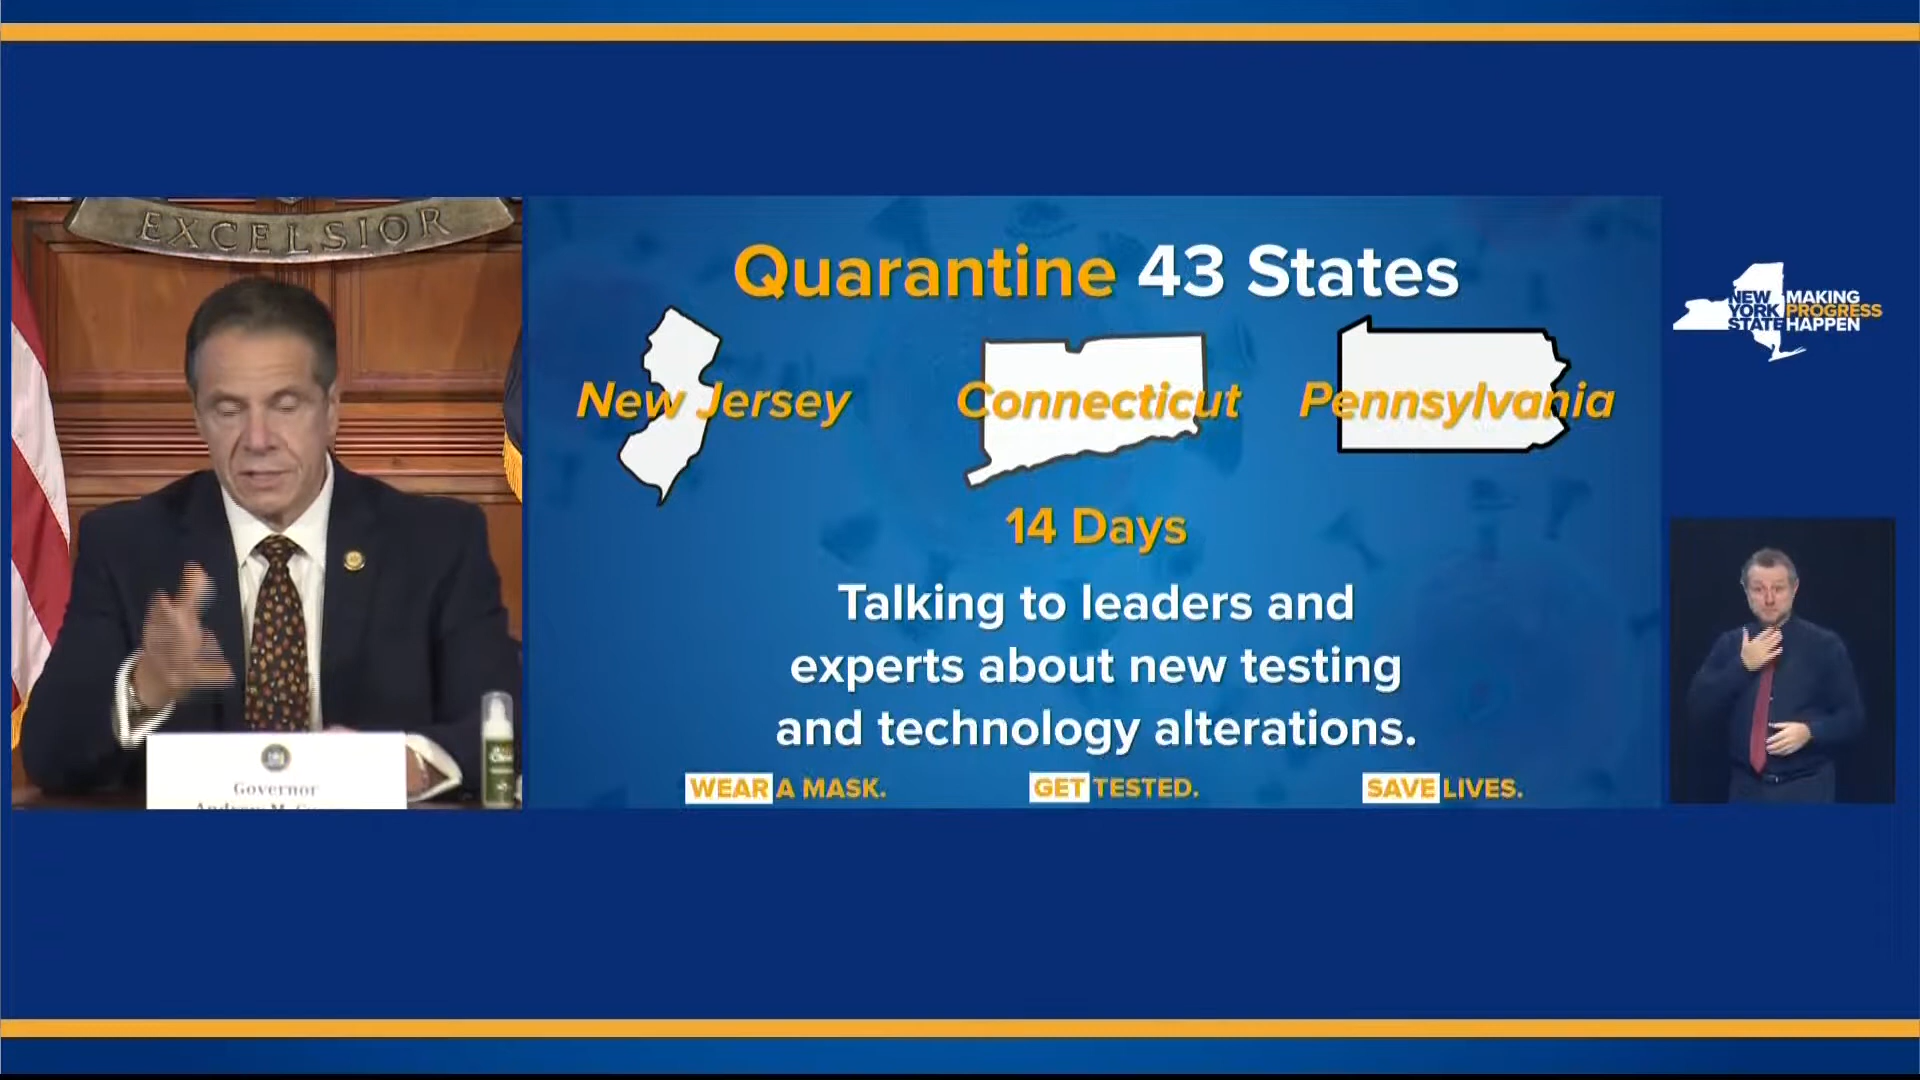 EXCELSIOR
Governor
Quarantine 43 States
New Jersey
Connecticut
Pennsylvania
14 Days
Talking to leaders and
experts about new testing
and technology alterations.
WEAR A MASK.
GET TESTED.
SAVE LIVES.
NEW
YORK
STATE
MAKING
PROGRESS
HAPPEN